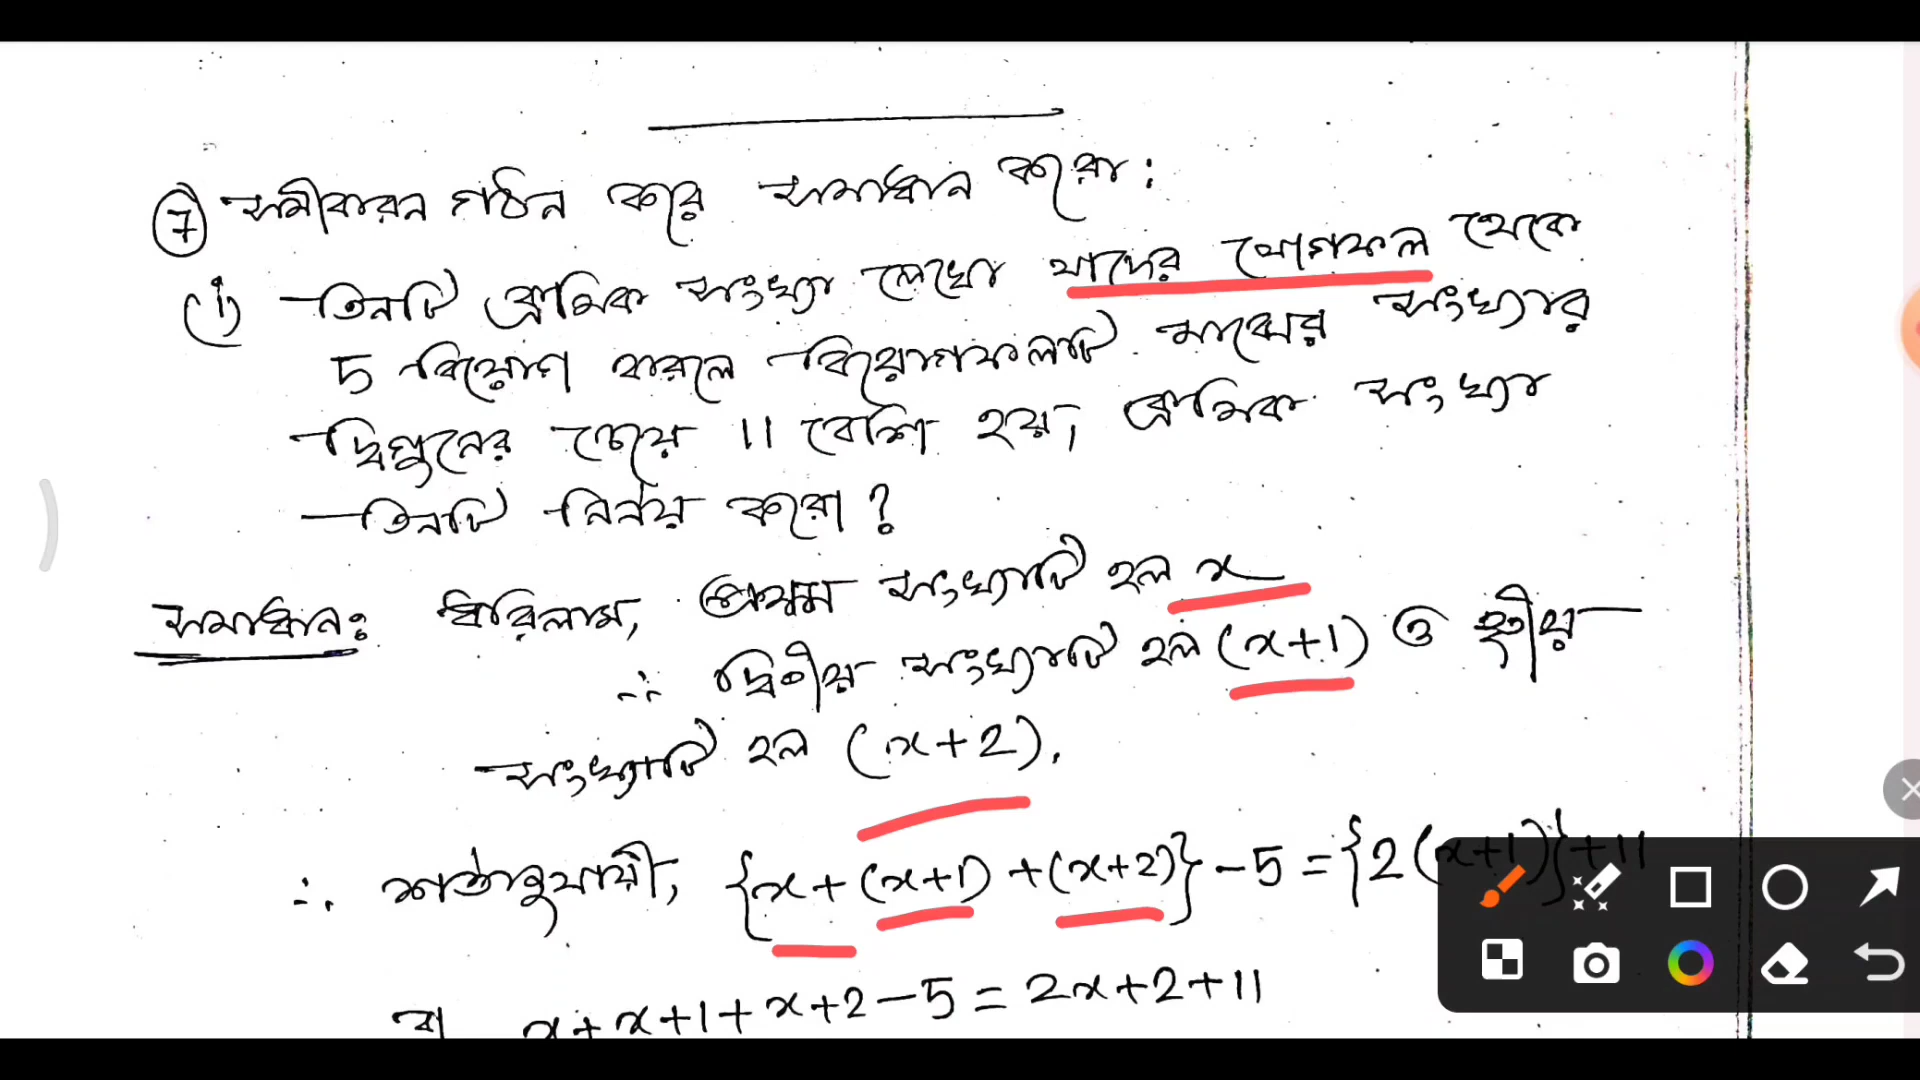 ⑦ সমীকরন গঠন করে সমাধান করো:
(i) তিনটি ক্রমিক সংখ্যা লেখো যাদের যোগফল থেকে
5 বিয়োগ করলে বিয়োগফলটি মাঝের সংখ্যার
দ্বিগুনের চেয়ে 11 বেশি হয়, ক্রমিক সংখ্যা
তিনটি নির্নয় করো?
সমাধান: ধরিলাম, প্রথম সংখ্যাটি হল x
∴ দ্বিতীয় সংখ্যাটি হল (x+1) ও তৃতীয়
সংখ্যাটি হল (x+2).
∴ শর্তানুযায়ী, {x+(x+1)+(x+2)}-5={2(x+1)}+11
বা x+x+1+x+2-5=2x+2+11